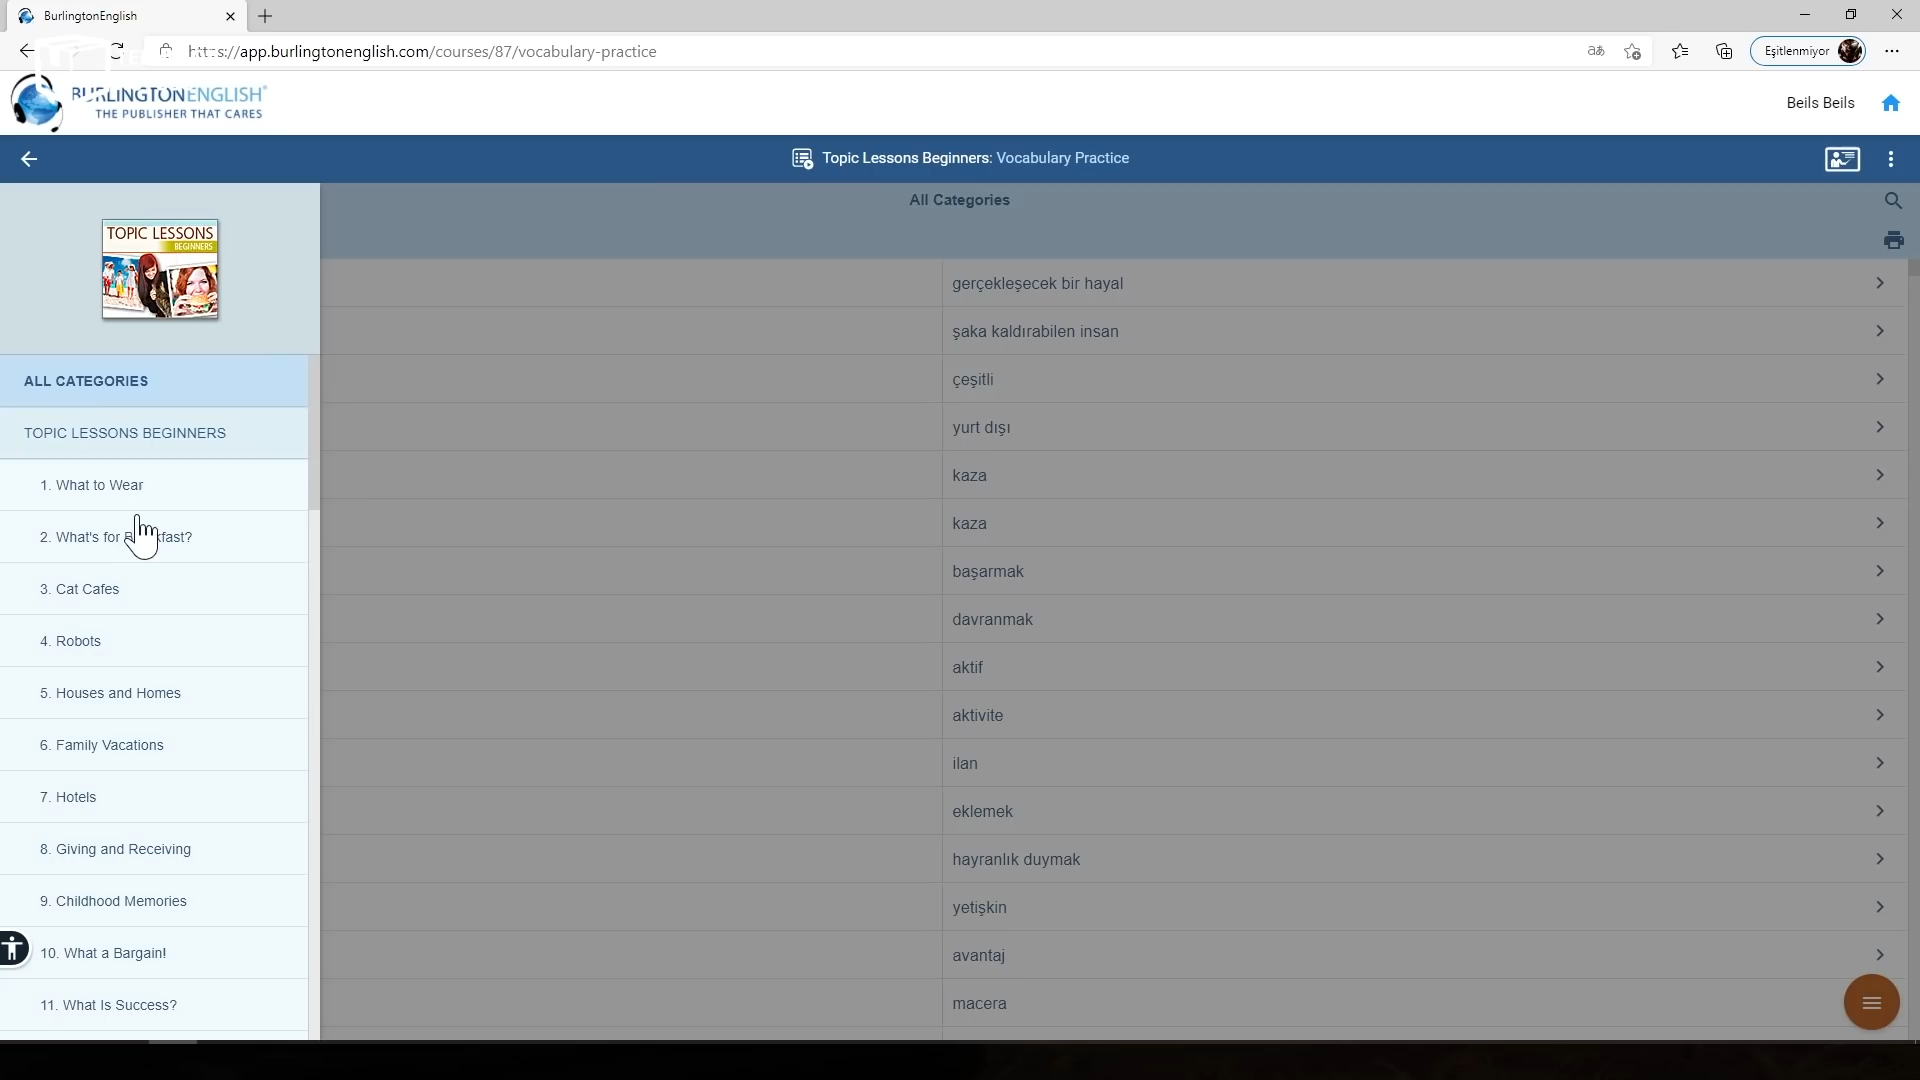 BurlingtonEnglish
https://app.burlingtonenglish.com/courses/87/vocabulary-practice
Eşitlenmiyor
BURLINGTONENGLISH®
THE PUBLISHER THAT CARES
Beils Beils
Topic Lessons Beginners: Vocabulary Practice
All Categories
TOPIC LESSONS
BEGINNERS
ALL CATEGORIES
TOPIC LESSONS BEGINNERS
1. What to Wear
2. What's for
3. Cat Cafes
4. Robots
5. Houses and Homes
6. Family Vacations
7. Hotels
8. Giving and Receiving
9. Childhood Memories
10. What a Bargain!
11. What Is Success?
gerçekleşecek bir hayal
şaka kaldırabilen insan
çeşitli
yurt dışı
kaza
kaza
başarmak
davranmak
aktif
aktivite
ilan
eklemek
hayranlık duymak
yetişkin
avantaj
macera